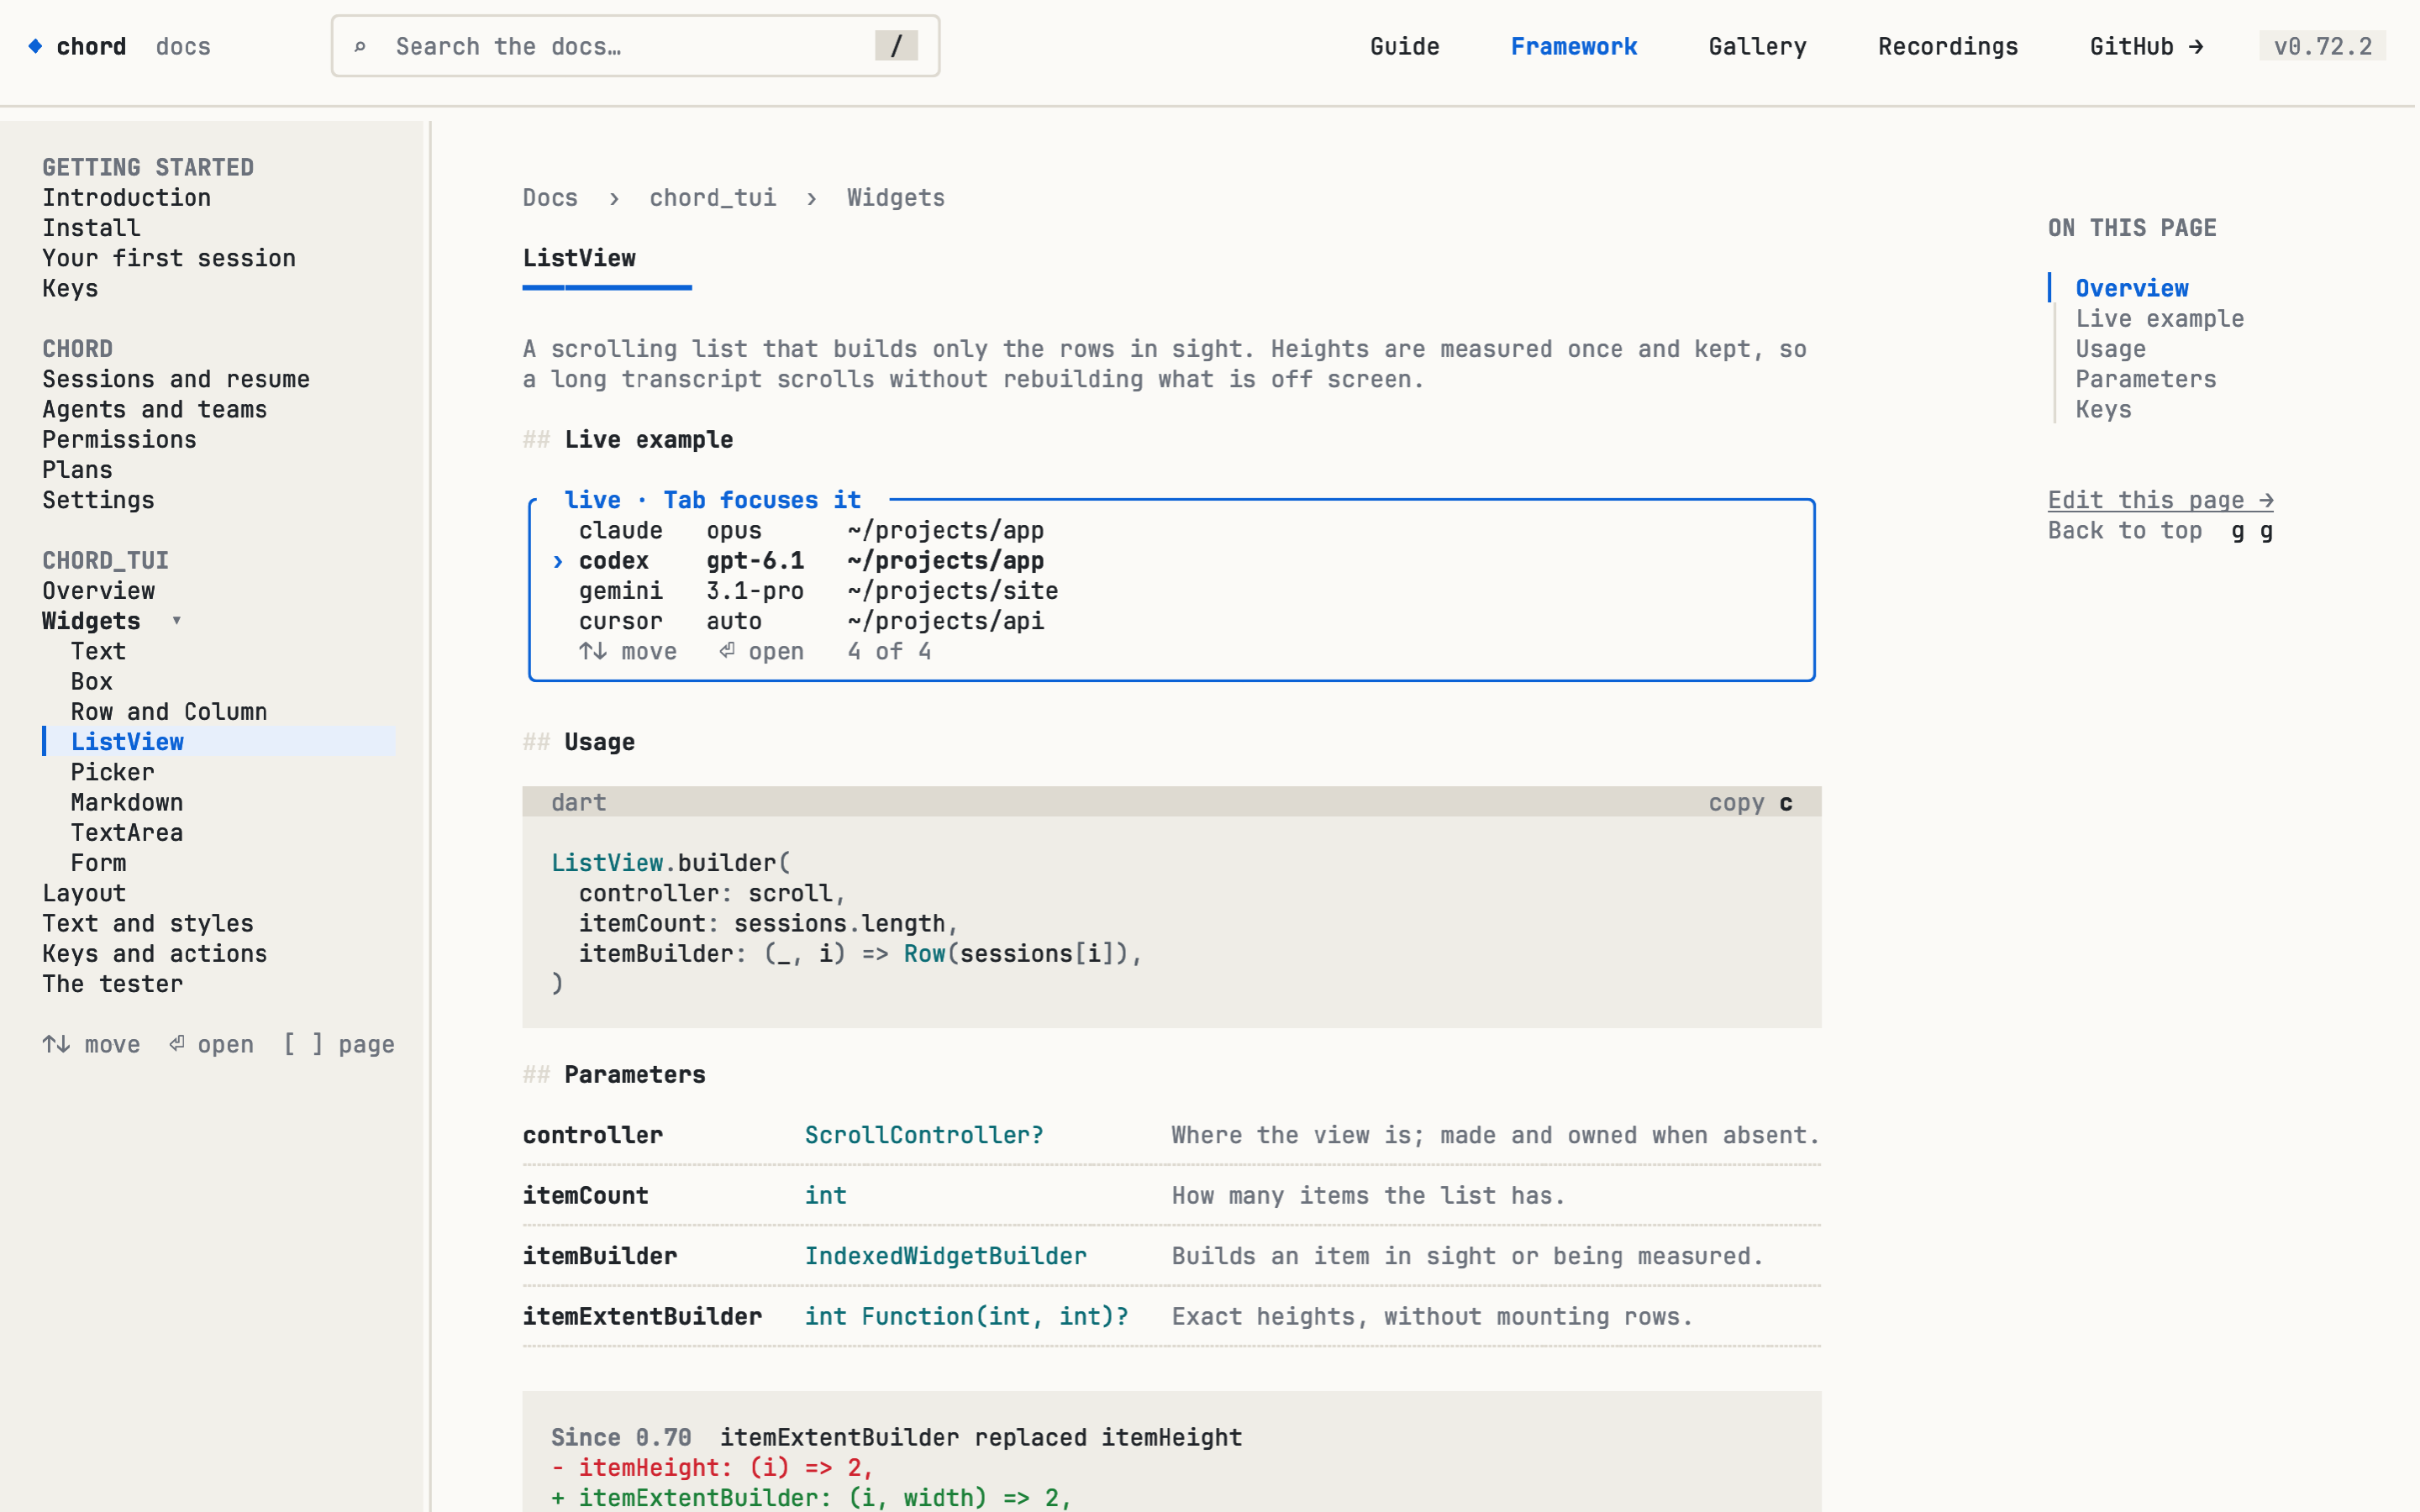 ◆ chord docs
⌕ Search the docs… /
Guide Framework Gallery Recordings GitHub → v0.72.2
GETTING STARTED
Introduction
Install
Your first session
Keys
CHORD
Sessions and resume
Agents and teams
Permissions
Plans
Settings
CHORD_TUI
Overview
Widgets ▾
Text
Box
Row and Column
ListView
Picker
Markdown
TextArea
Form
Layout
Text and styles
Keys and actions
The tester
↑↓ move ⏎ open [ ] page
Docs › chord_tui › Widgets
ListView
A scrolling list that builds only the rows in sight. Heights are measured once and kept, so
a long transcript scrolls without rebuilding what is off screen.
## Live example
live · Tab focuses it
claude opus ~/projects/app
› codex gpt-6.1 ~/projects/app
gemini 3.1-pro ~/projects/site
cursor auto ~/projects/api
↑↓ move ⏎ open 4 of 4
## Usage
dart copy c
ListView.builder(
  controller: scroll,
  itemCount: sessions.length,
  itemBuilder: (_, i) => Row(sessions[i]),
)
## Parameters
controller ScrollController? Where the view is; made and owned when absent.
itemCount int How many items the list has.
itemBuilder IndexedWidgetBuilder Builds an item in sight or being measured.
itemExtentBuilder int Function(int, int)? Exact heights, without mounting rows.
Since 0.70 itemExtentBuilder replaced itemHeight
- itemHeight: (i) => 2,
+ itemExtentBuilder: (i, width) => 2,
ON THIS PAGE
Overview
Live example
Usage
Parameters
Keys
Edit this page →
Back to top g g